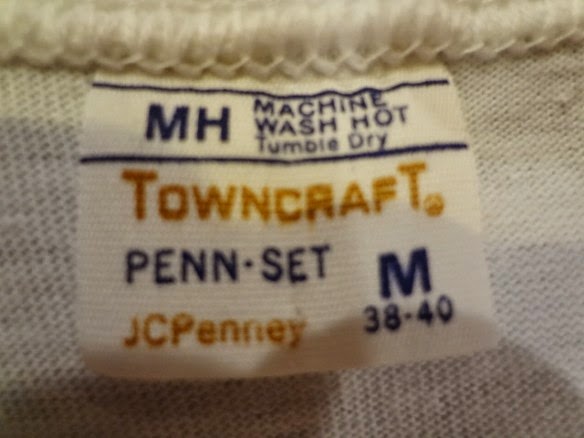 MH MACHINE
WASH HOT
Tumble Dry
TOWNCRAFT®
PENN-SET M
JCPenney 38-40